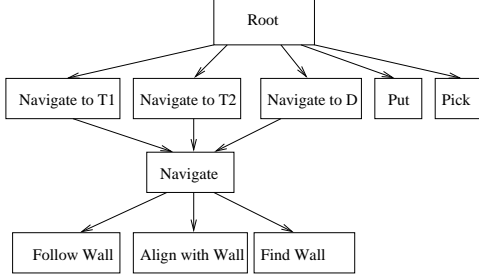 Root
Navigate to T1
Navigate to T2
Navigate to D
Put
Pick
Navigate
Follow Wall
Align with Wall
Find Wall